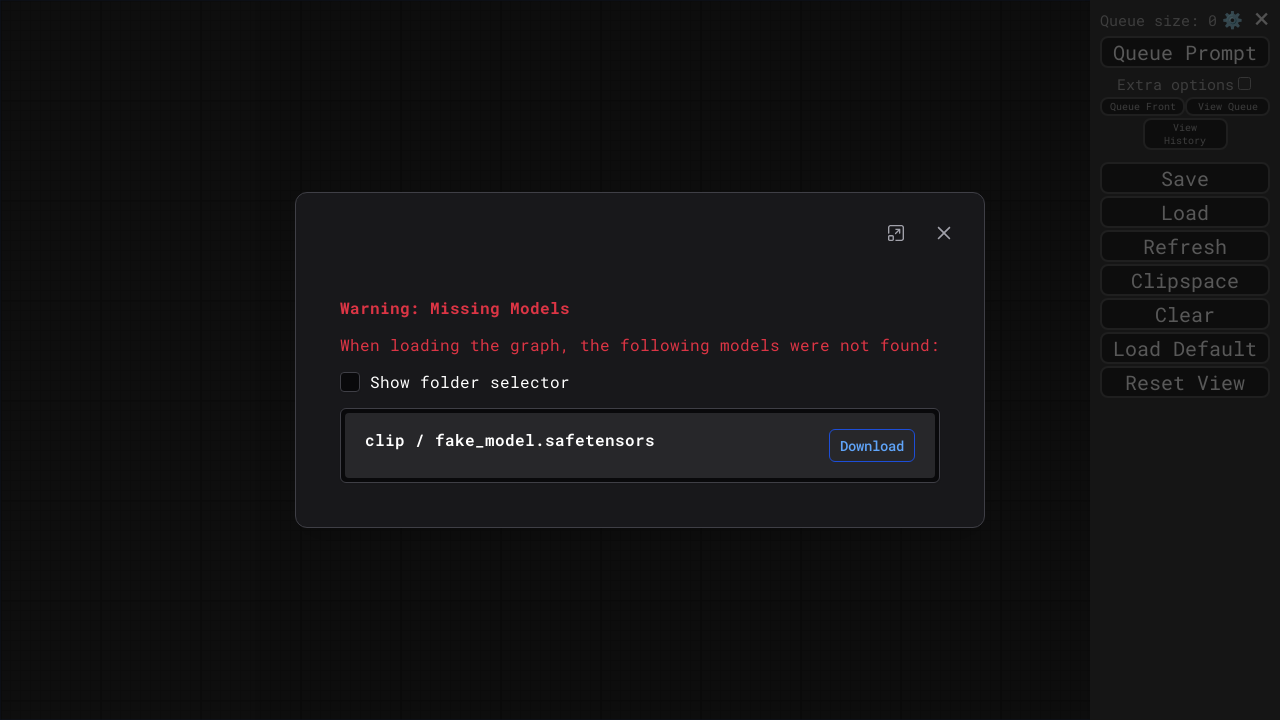 Queue size: 0
Queue Prompt
Extra options
Queue Front
View Queue
View
History
Save
Load
Refresh
Clipspace
Clear
Load Default
Reset View
Warning: Missing Models
When loading the graph, the following models were not found:
Show folder selector
clip / fake_model.safetensors
Download